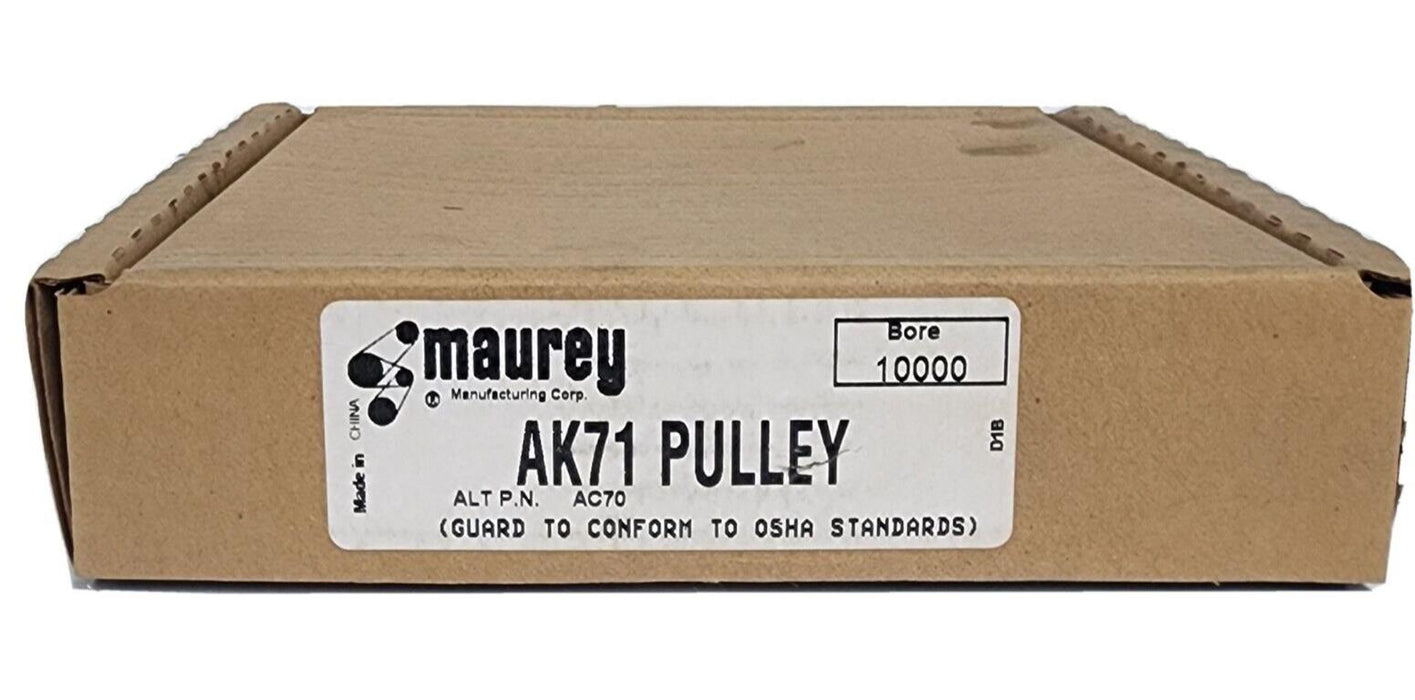 maurey
Manufacturing Corp.
Bore
10000
Made in CHINA
AK71 PULLEY
D1B
ALT P.N. AC70
(GUARD TO CONFORM TO OSHA STANDARDS)